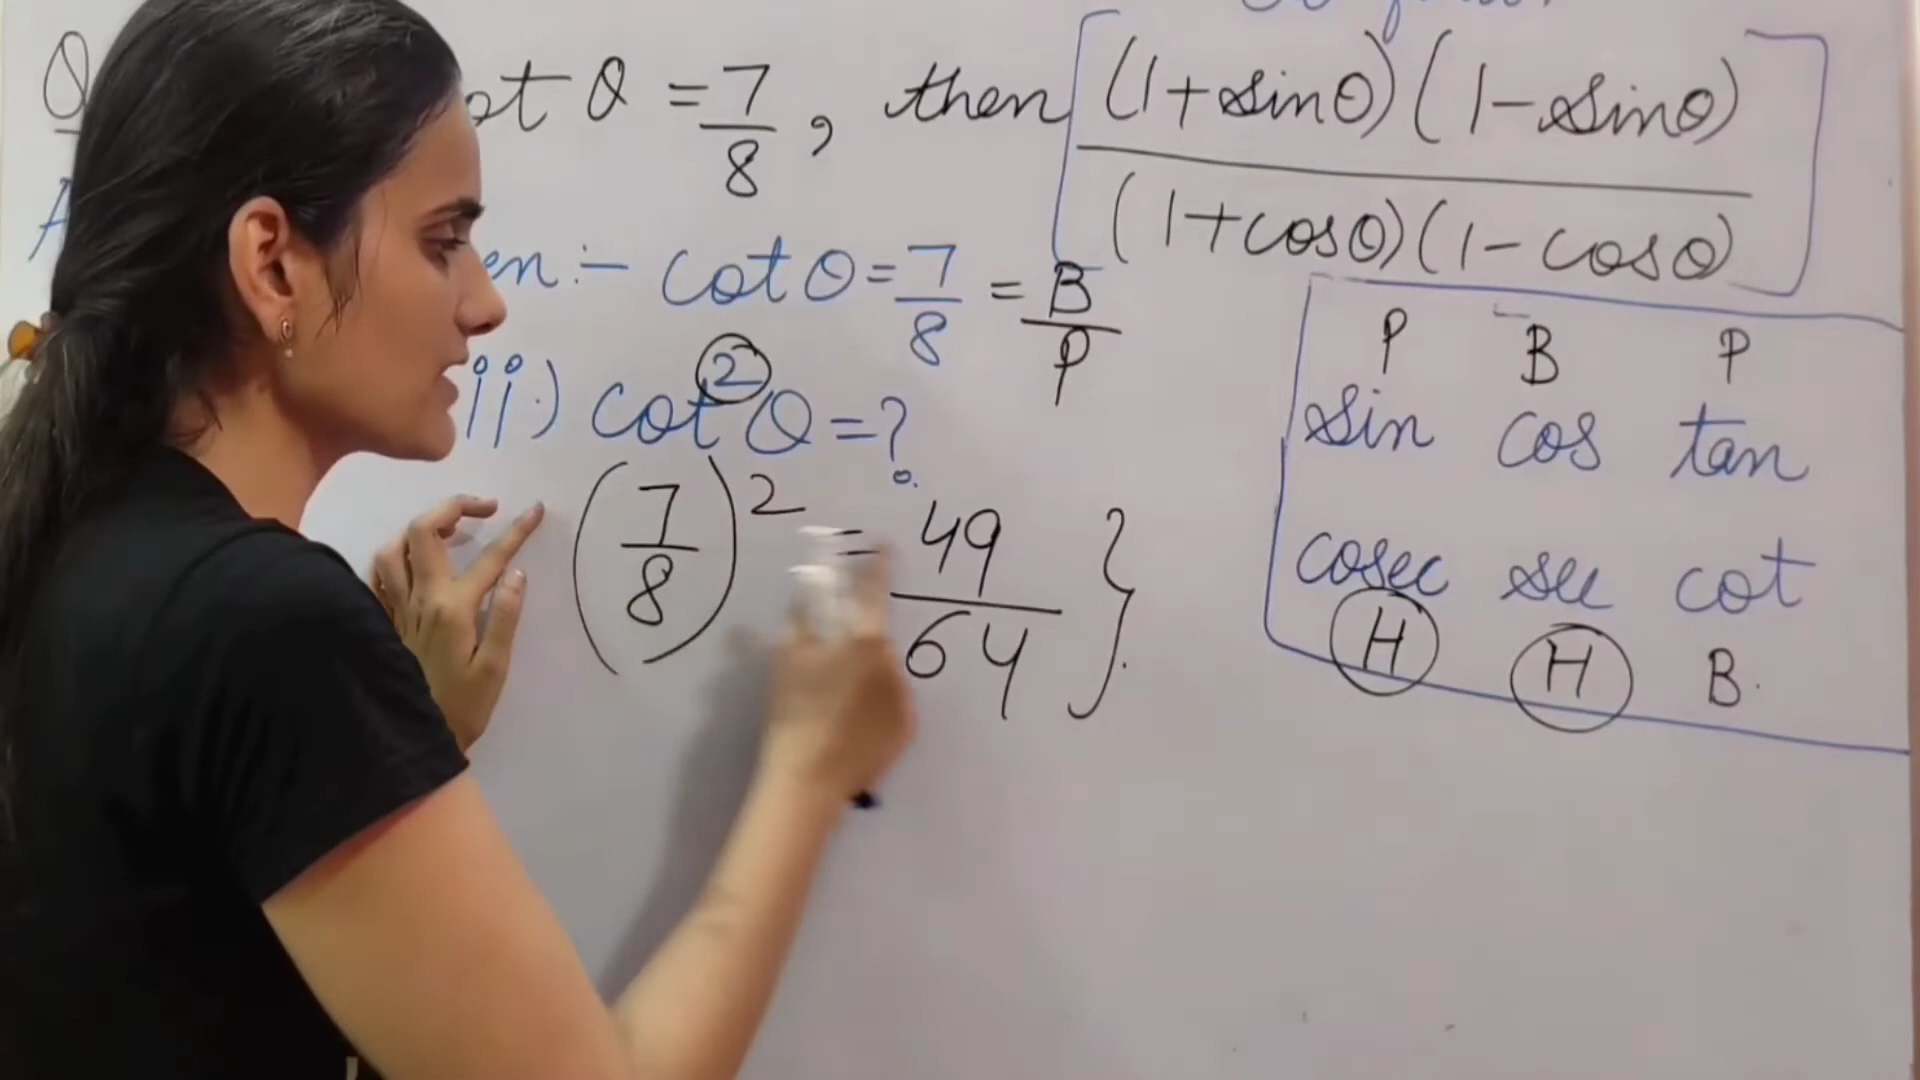 ot θ = 7/8, then [(1+sinθ)(1-sinθ)
(1+cosθ)(1-cosθ)]
en :- cot θ = 7/8 = B/P
ii) cot²θ = ?
(7/8)² = 49/64 }
P B P
sin cos tan
cosec sec cot
H H B